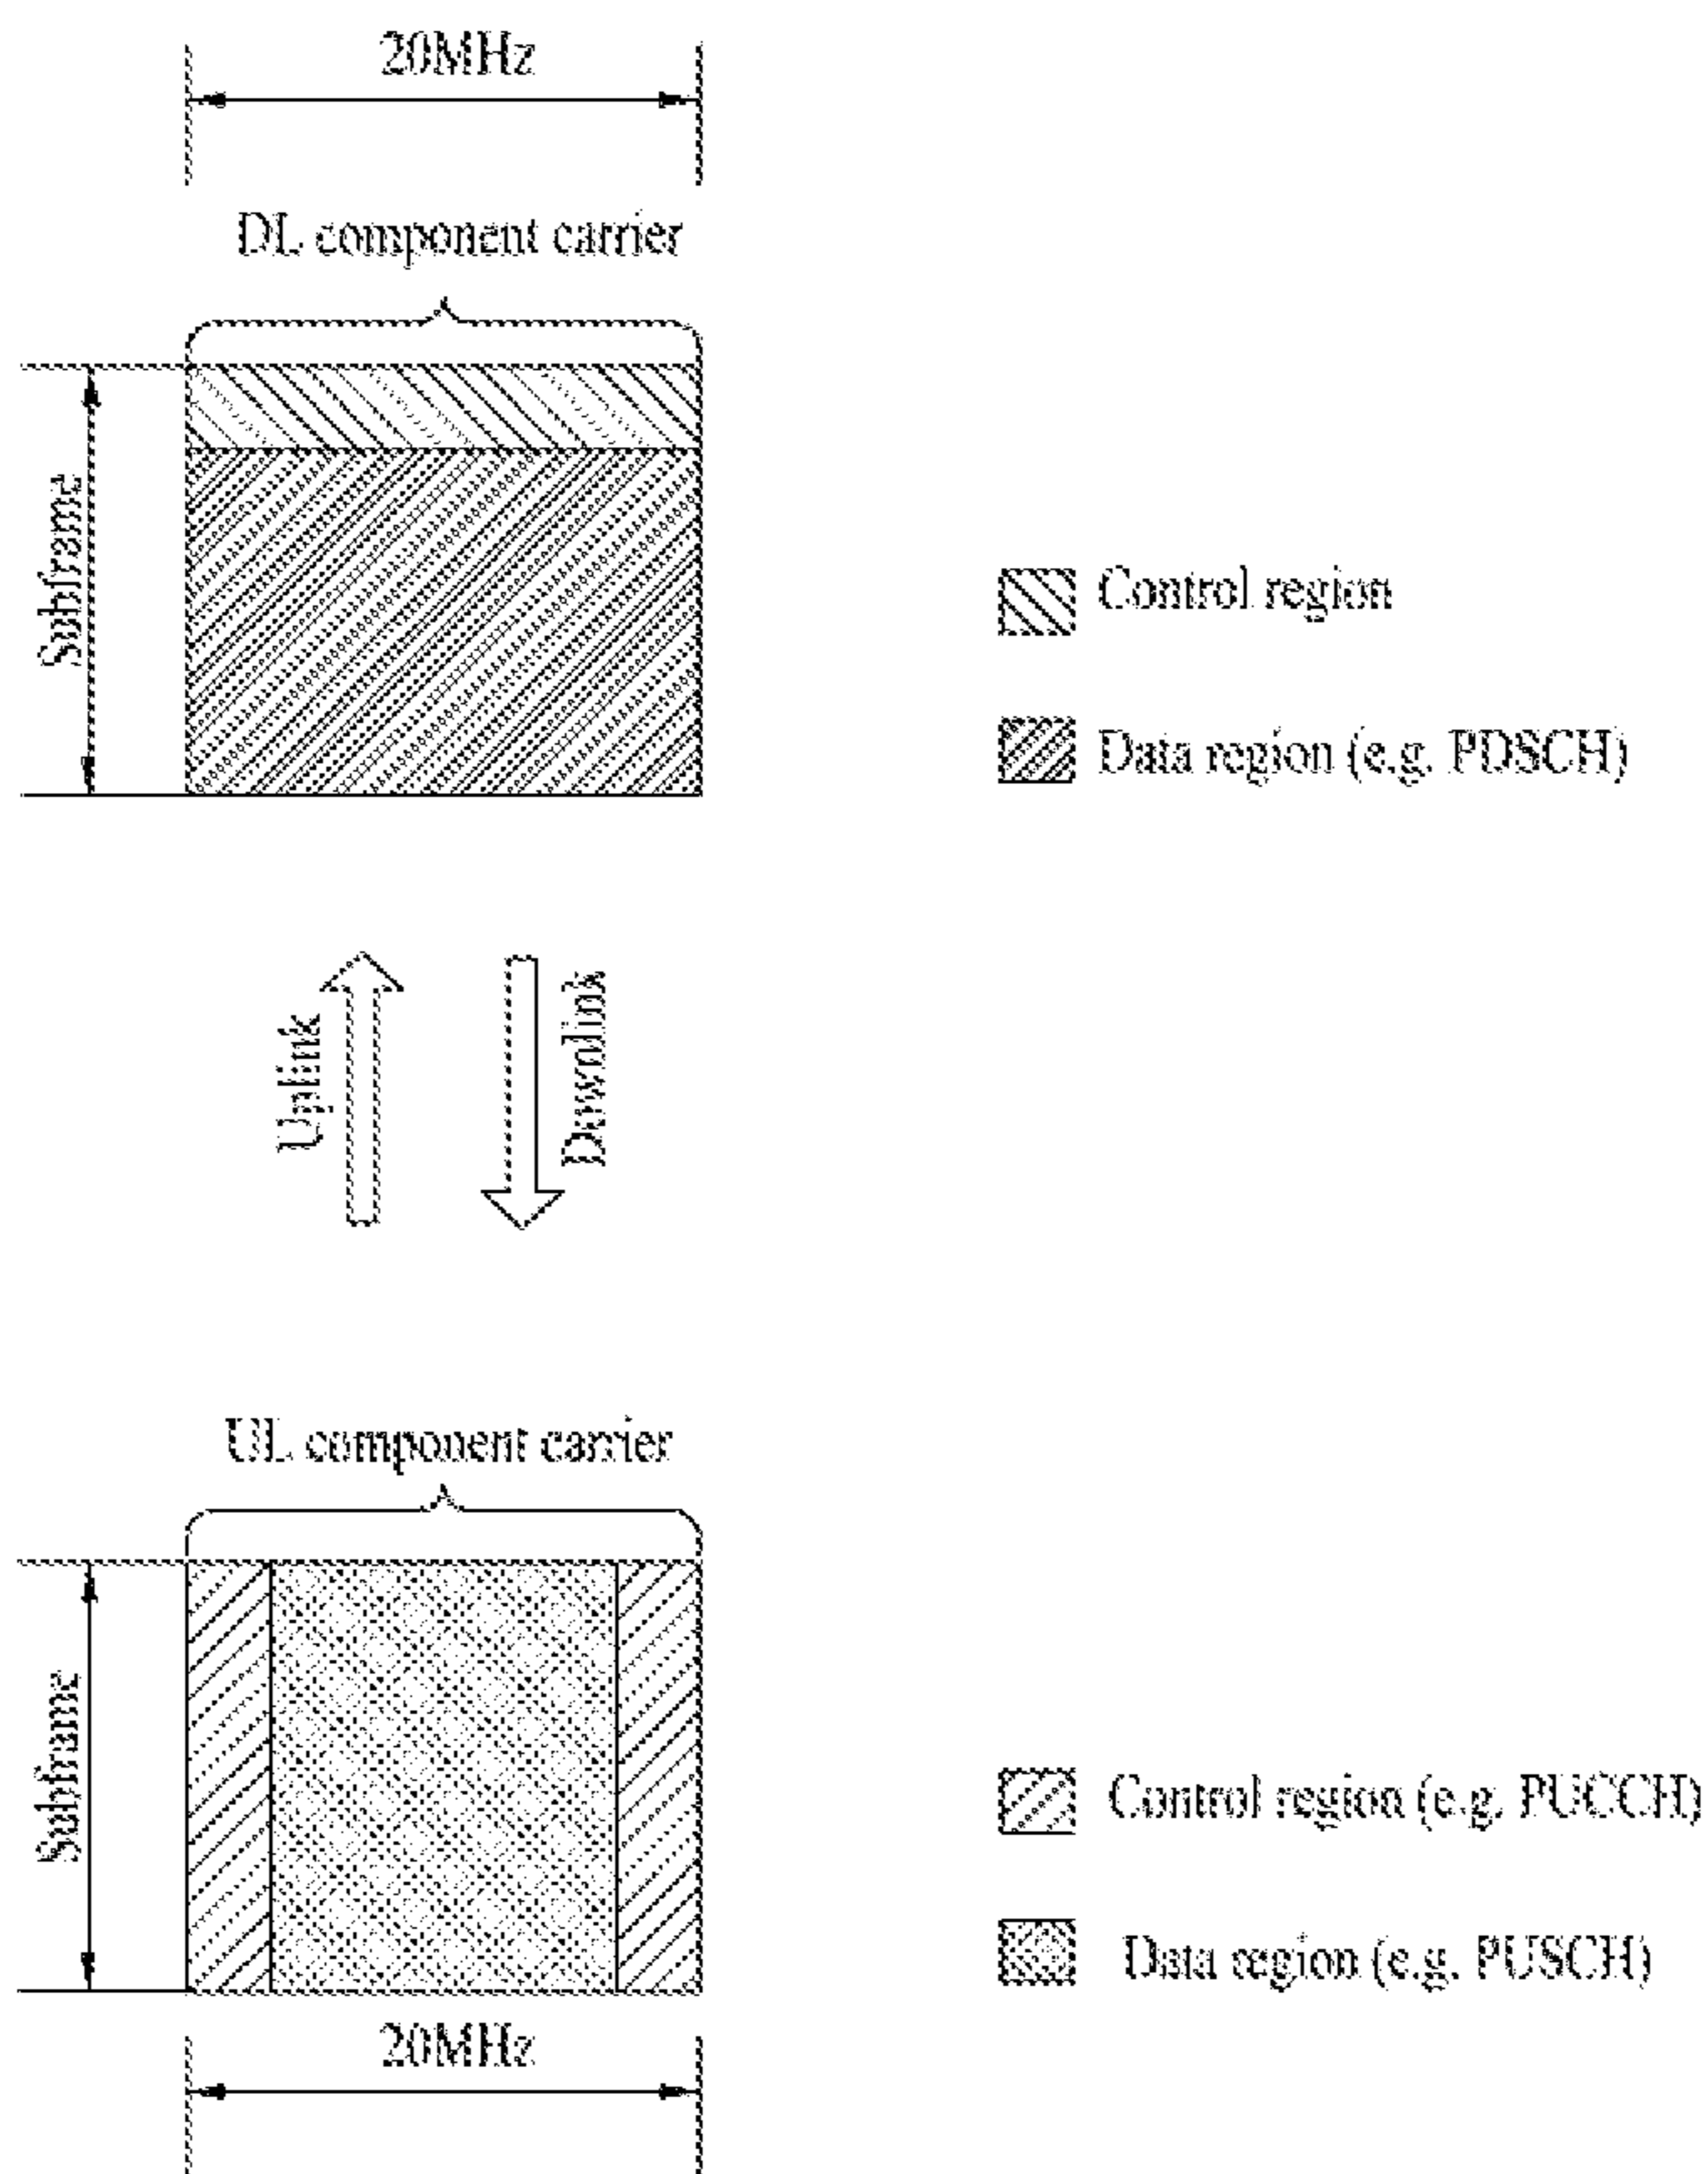 20MHz
DL component carrier
Subframe
Control region
Data region (e.g. PDSCH)
Uplink
Downlink
UL component carrier
Subframe
Control region (e.g. PUCCH)
Data region (e.g. PUSCH)
20MHz